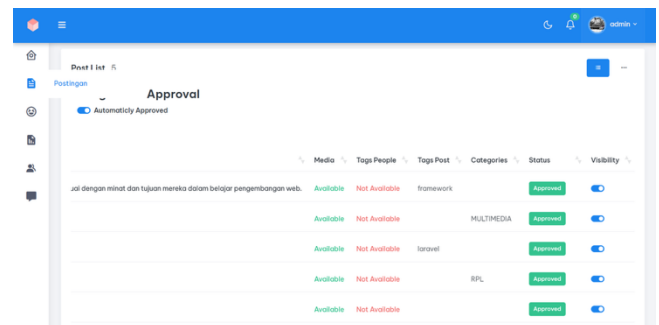 0
admin
Post List 5
Postingan
Approval
Automaticly Approved
Media Tags People Tags Post Categories Status Visibility
uai dengan minat dan tujuan mereka dalam belajar pengembangan web. Available Not Available framework Approved
Available Not Available MULTIMEDIA Approved
Available Not Available laravel Approved
Available Not Available RPL Approved
Available Not Available Approved